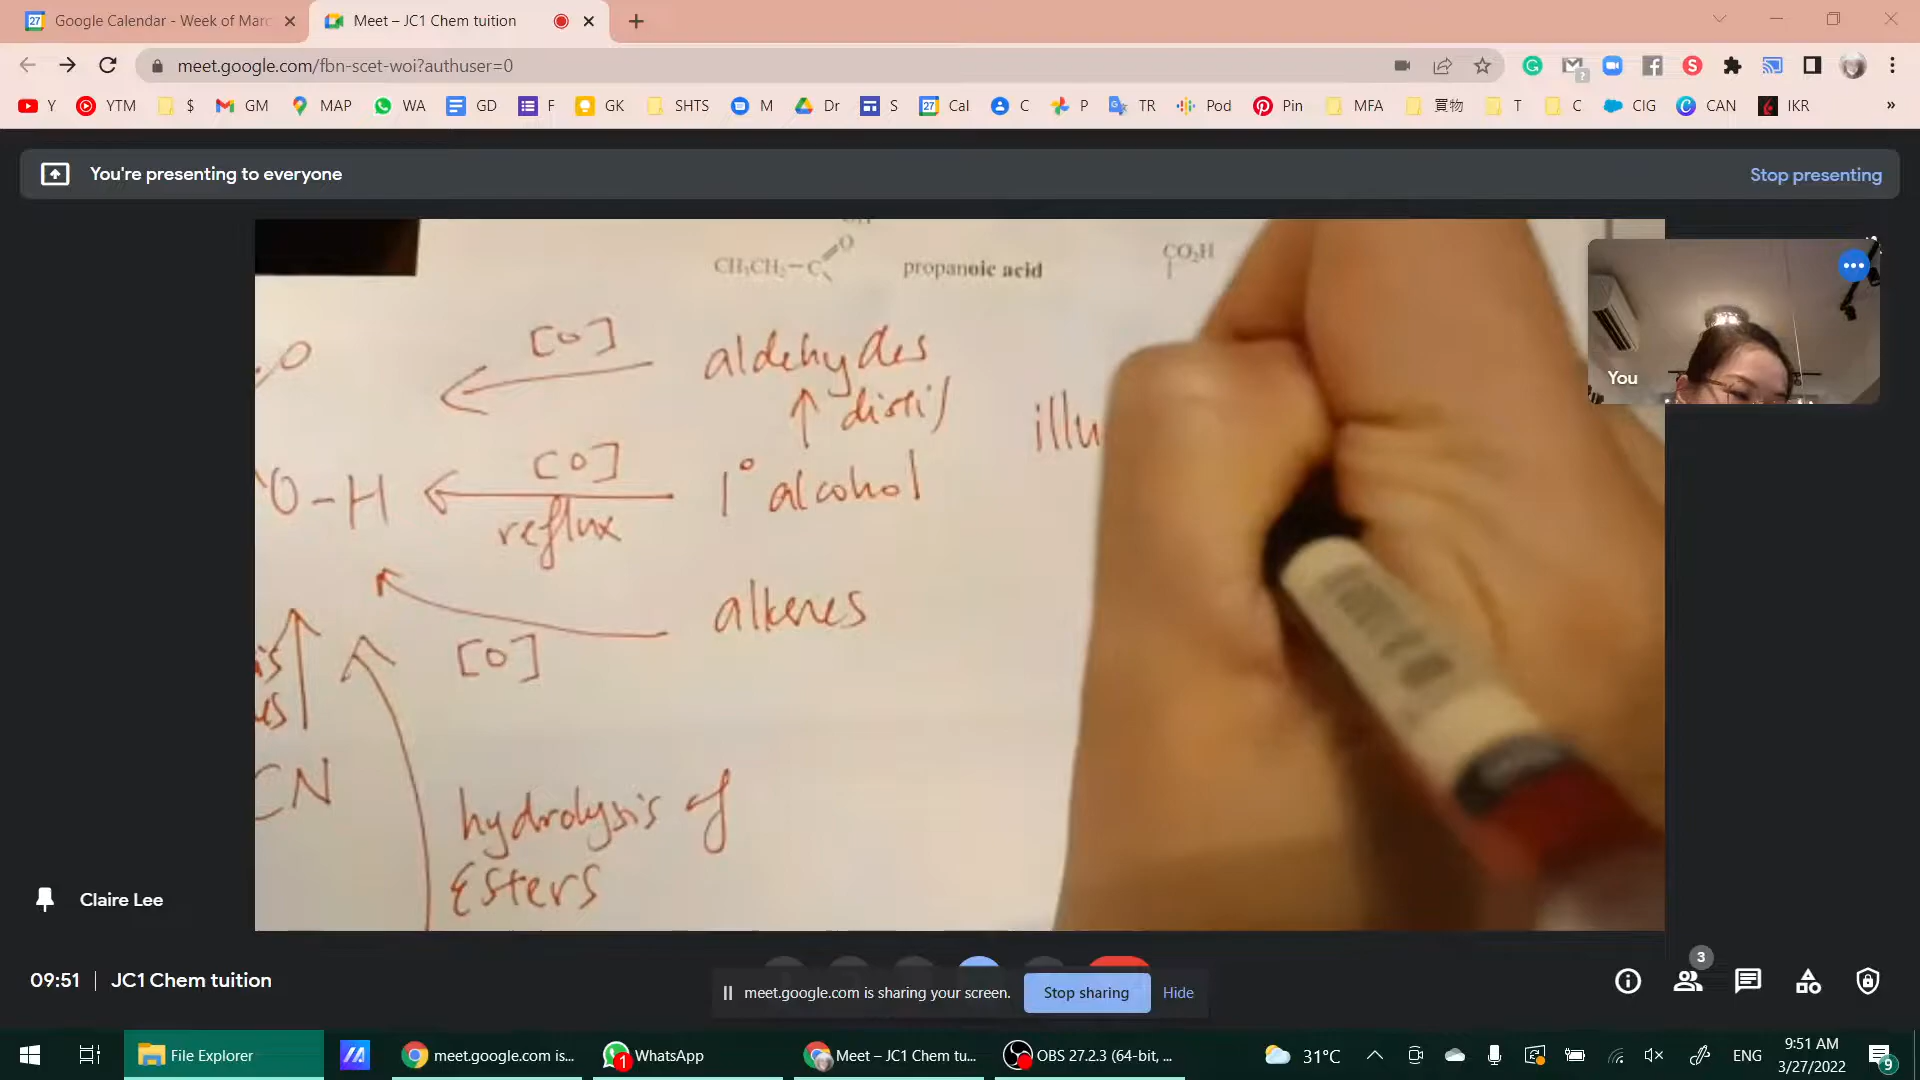 Google Calendar - Week of Marc
Meet – JC1 Chem tuition
meet.google.com/fbn-scet-woi?authuser=0
Y YTM $ GM MAP WA GD F GK SHTS M Dr S Cal C P TR Pod Pin MFA 買物 T C CIG CAN IKR »
You're presenting to everyone
Stop presenting
CH₃CH₂–C O propanoic acid CO₂H
[O] aldehydes
distil
illu
[O] 1° alcohol
O–H
reflux
alkenes
[O]
CN
hydrolysis of
Esters
You
Claire Lee
09:51 | JC1 Chem tuition
3
meet.google.com is sharing your screen. Stop sharing Hide
File Explorer meet.google.com is... WhatsApp Meet – JC1 Chem tu... OBS 27.2.3 (64-bit, ... 31°C ENG 9:51 AM
3/27/2022
9